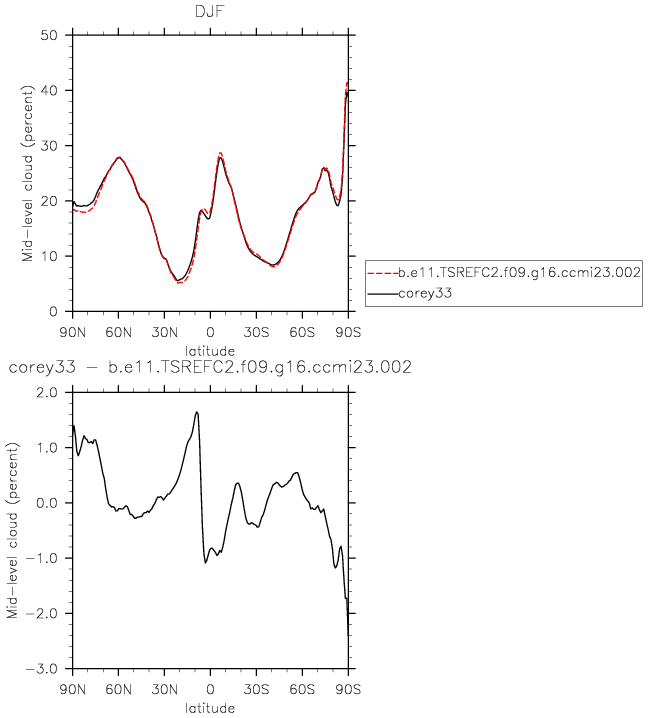 DJF
50
40
30
20
10
0
Mid-level cloud (percent)
90N 60N 30N 0 30S 60S 90S
latitude
b.e11.TSREFC2.f09.g16.ccmi23.002
corey33
corey33 - b.e11.TSREFC2.f09.g16.ccmi23.002
2.0
1.0
0.0
-1.0
-2.0
-3.0
Mid-level cloud (percent)
90N 60N 30N 0 30S 60S 90S
latitude